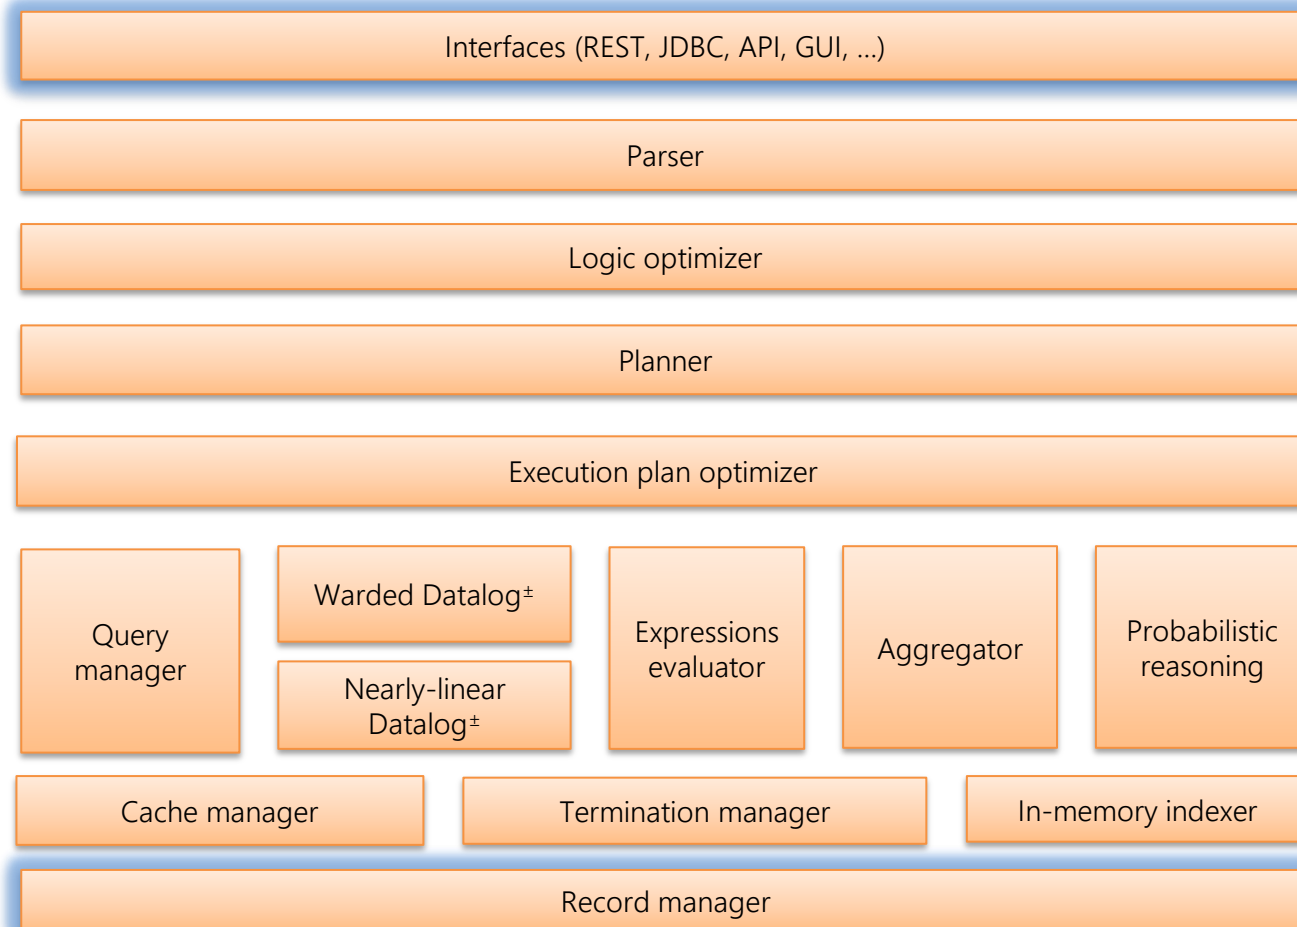 Interfaces (REST, JDBC, API, GUI, ...)
Parser
Logic optimizer
Planner
Execution plan optimizer
Query
manager
Warded Datalog±
Nearly-linear
Datalog±
Expressions
evaluator
Aggregator
Probabilistic
reasoning
Cache manager
Termination manager
In-memory indexer
Record manager